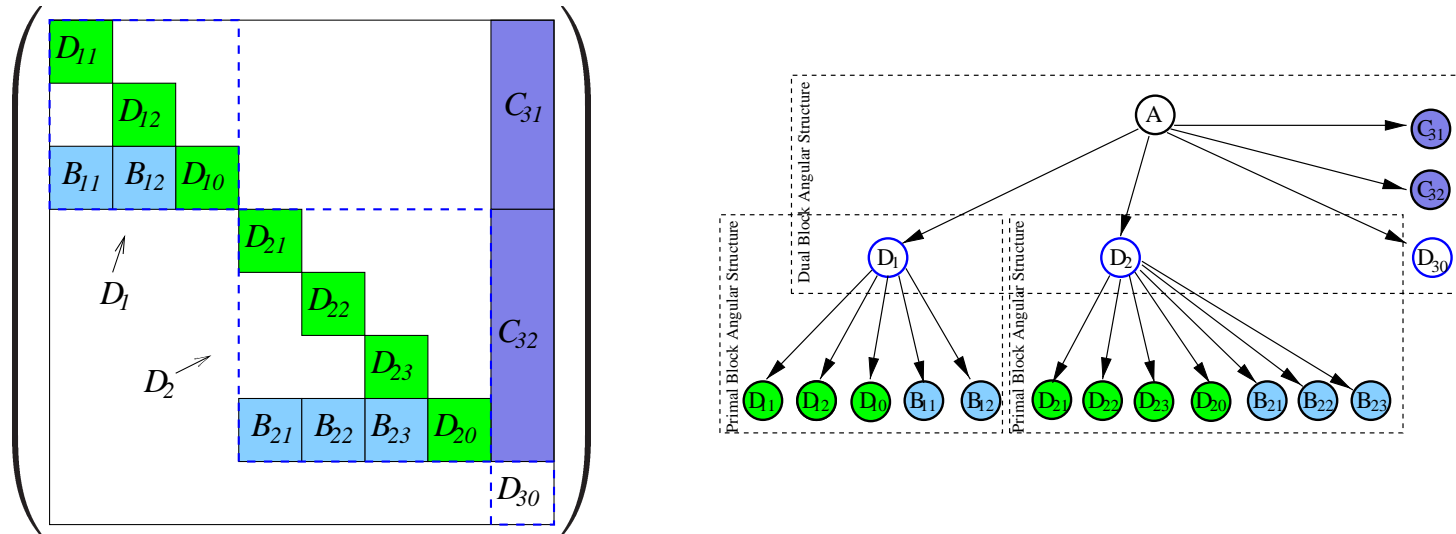 D11
D12
C31
B11 B12 D10
D21
D1
D22
C32
D23
D2
B21 B22 B23 D20
D30
Dual Block Angular Structure
A
C31
C32
D1
D2
D30
Primal Block Angular Structure
D11 D12 D10 B11 B12
Primal Block Angular Structure
D21 D22 D23 D20 B21 B22 B23